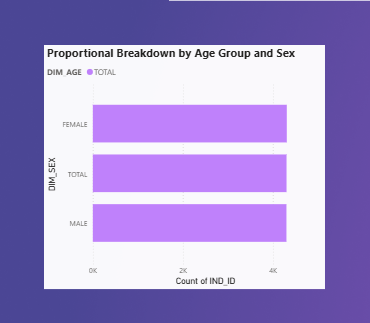 Proportional Breakdown by Age Group and Sex
DIM_AGE TOTAL
FEMALE
TOTAL
MALE
DIM_SEX
0K 2K 4K
Count of IND_ID